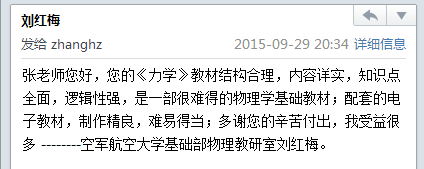 刘红梅
发给 zhanghz 2015-09-29 20:34 详细信息
张老师您好，您的《力学》教材结构合理，内容详实，知识点
全面，逻辑性强，是一部很难得的物理学基础教材；配套的电
子教材，制作精良，难易得当；多谢您的辛苦付出，我受益很
多 --------空军航空大学基础部物理教研室刘红梅。